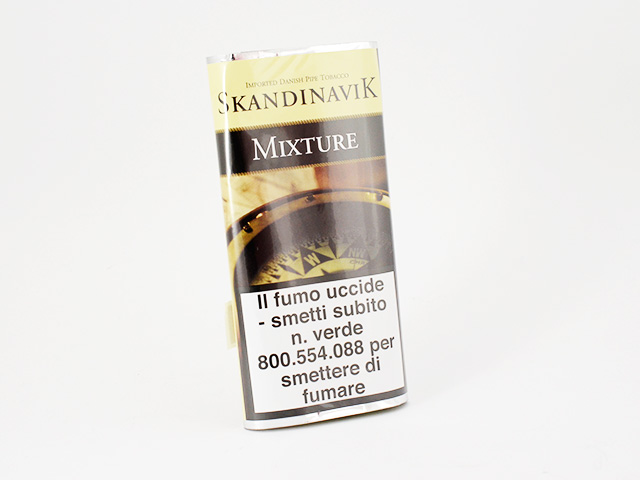 IMPORTED DANISH PIPE TOBACCO
SKANDINAVIK
MIXTURE
W
NW
Il fumo uccide
- smetti subito
n. verde
800.554.088 per
smettere di
fumare